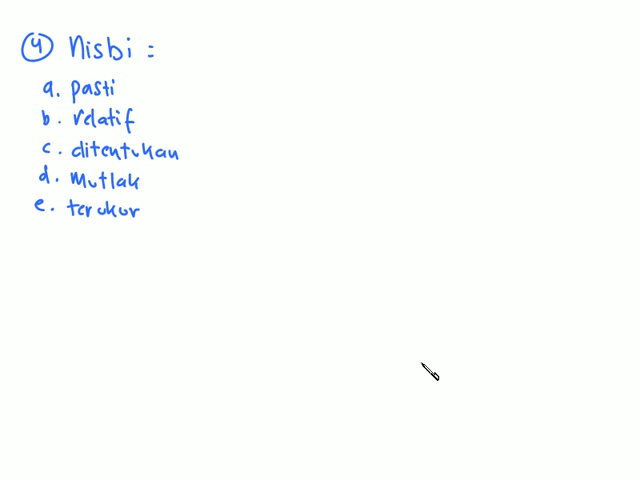 4 Nisbi =
a. pasti
b. relatif
c. ditentukan
d. mutlak
e. terukur